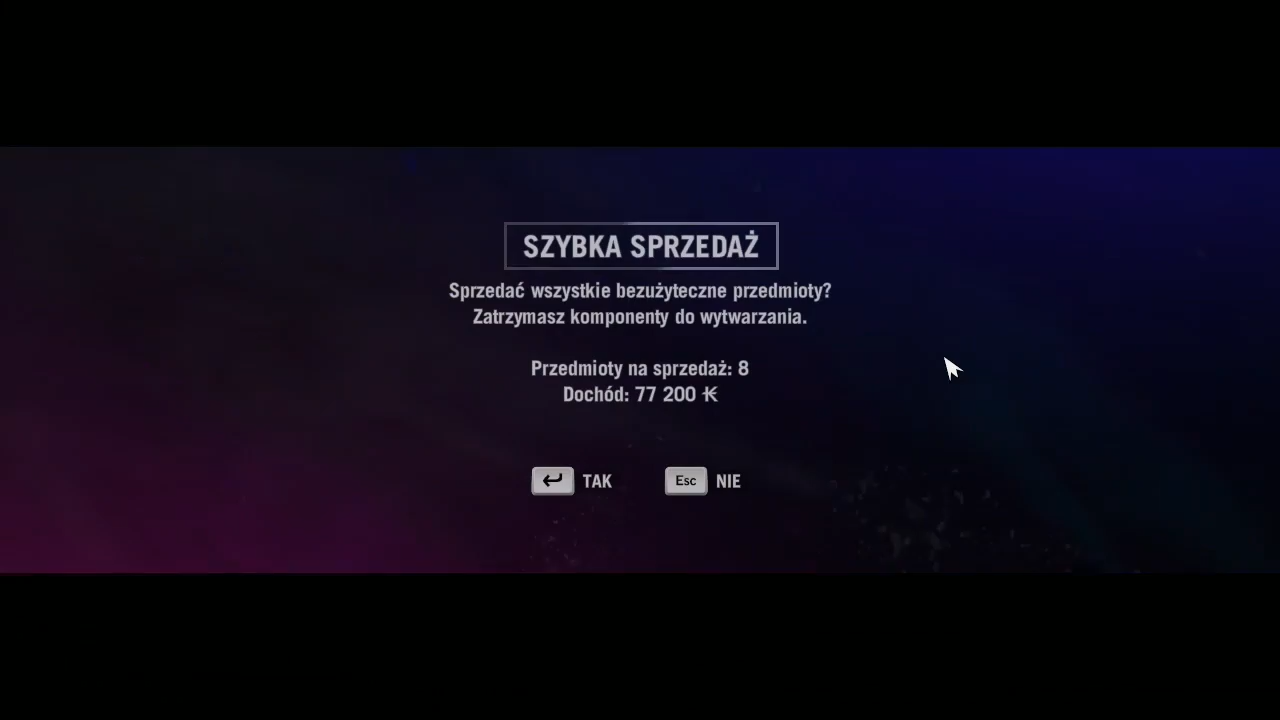 SZYBKA SPRZEDAŻ
Sprzedać wszystkie bezużyteczne przedmioty?
Zatrzymasz komponenty do wytwarzania.
Przedmioty na sprzedaż: 8
Dochód: 77 200 ₭
TAK
Esc NIE